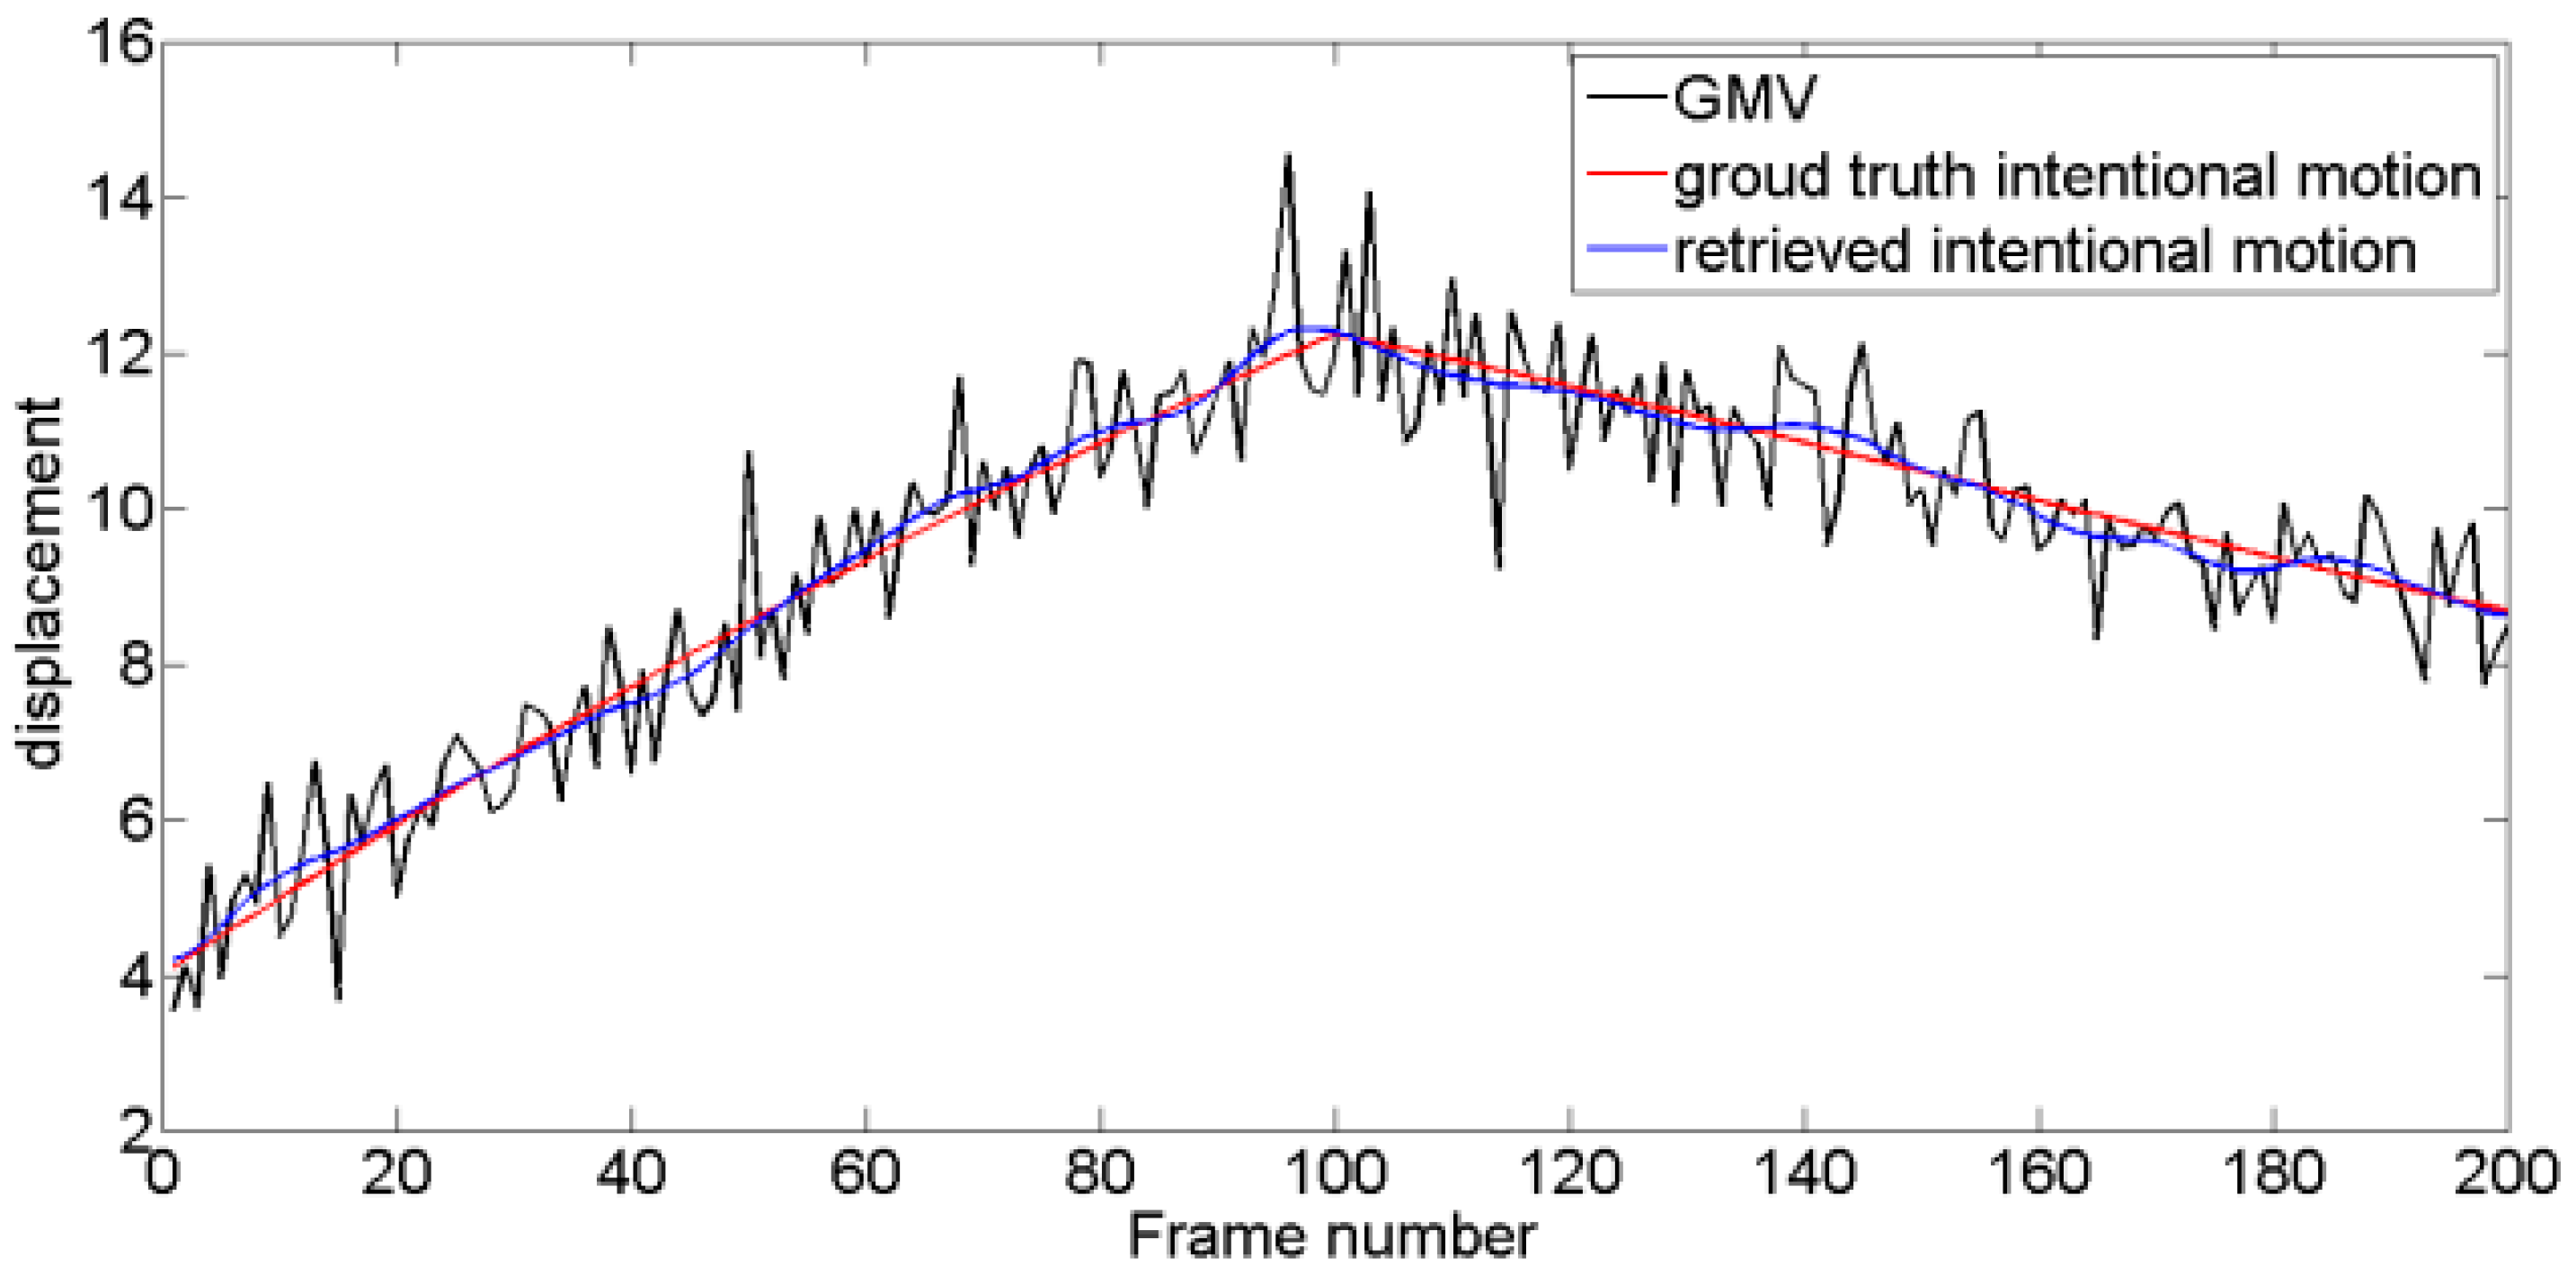 16
14
12
10
8
6
4
2
displacement
GMV
groud truth intentional motion
retrieved intentional motion
0 20 40 60 80 100 120 140 160 180 200
Frame number